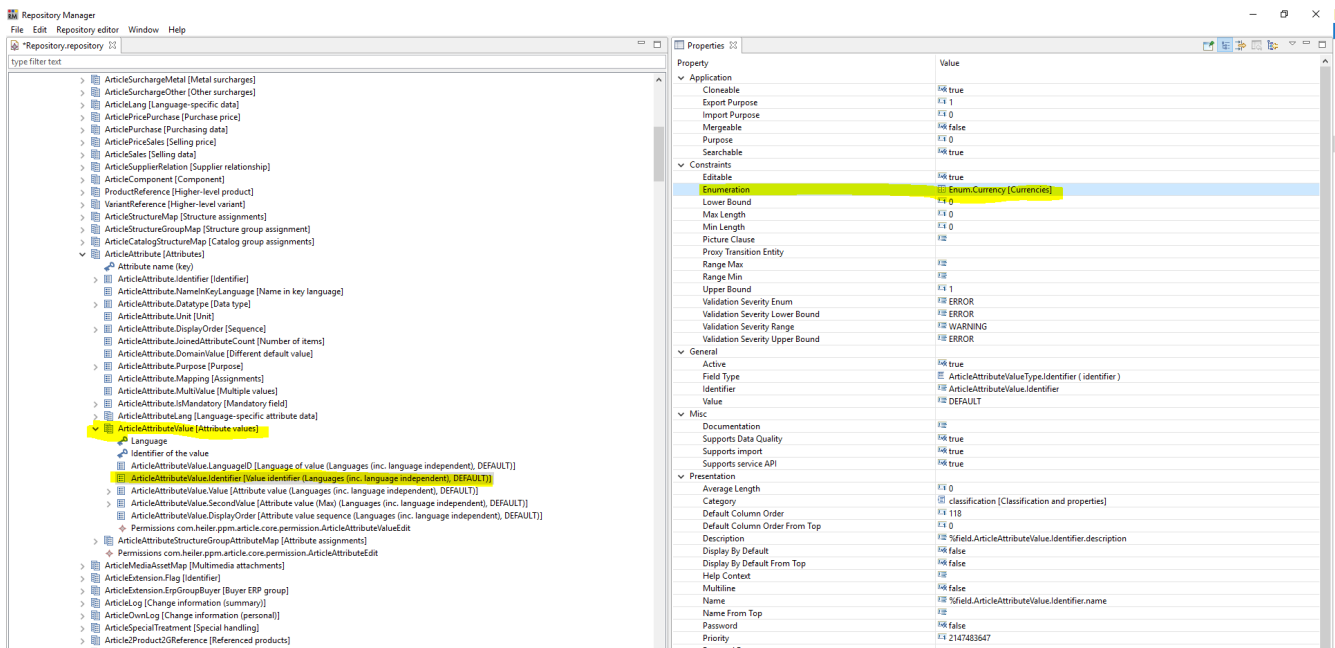 Repository Manager
File Edit Repository editor Window Help
*Repository.repository
type filter text
ArticleSurchargeMetal [Metal surcharges]
ArticleSurchargeOther [Other surcharges]
ArticleLang [Language-specific data]
ArticlePricePurchase [Purchase price]
ArticlePurchase [Purchasing data]
ArticlePriceSales [Selling price]
ArticleSales [Selling data]
ArticleSupplierRelation [Supplier relationship]
ArticleComponent [Component]
ProductReference [Higher-level product]
VariantReference [Higher-level variant]
ArticleStructureMap [Structure assignments]
ArticleStructureGroupMap [Structure group assignment]
ArticleCatalogStructureMap [Catalog group assignments]
ArticleAttribute [Attributes]
Attribute name (key)
ArticleAttribute.Identifier [Identifier]
ArticleAttribute.NameInKeyLanguage [Name in key language]
ArticleAttribute.Datatype [Data type]
ArticleAttribute.Unit [Unit]
ArticleAttribute.DisplayOrder [Sequence]
ArticleAttribute.JoinedAttributeCount [Number of items]
ArticleAttribute.DomainValue [Different default value]
ArticleAttribute.Purpose [Purpose]
ArticleAttribute.Mapping [Assignments]
ArticleAttribute.MultiValue [Multiple values]
ArticleAttribute.IsMandatory [Mandatory field]
ArticleAttributeLang [Language-specific attribute data]
ArticleAttributeValue [Attribute values]
Language
Identifier of the value
ArticleAttributeValue.LanguageID [Language of value (Languages (inc. language independent), DEFAULT)]
ArticleAttributeValue.Identifier [Value identifier (Languages (inc. language independent), DEFAULT)]
ArticleAttributeValue.Value [Attribute value (Languages (inc. language independent), DEFAULT)]
ArticleAttributeValue.SecondValue [Attribute value (Max) (Languages (inc. language independent), DEFAULT)]
ArticleAttributeValue.DisplayOrder [Attribute value sequence (Languages (inc. language independent), DEFAULT)]
Permissions com.heiler.ppm.article.core.permission.ArticleAttributeValueEdit
ArticleAttributeStructureGroupAttributeMap [Attribute assignments]
Permissions com.heiler.ppm.article.core.permission.ArticleAttributeEdit
ArticleMediaAssetMap [Multimedia attachments]
ArticleExtension.Flag [Identifier]
ArticleExtension.ErpGroupBuyer [Buyer ERP group]
ArticleLog [Change information (summary)]
ArticleOwnLog [Change information (personal)]
ArticleSpecialTreatment [Special handling]
Article2Product2GReference [Referenced products]
Properties
Property Value
Application
Cloneable true
Export Purpose 1
Import Purpose 0
Mergeable false
Purpose 0
Searchable true
Constraints
Editable true
Enumeration Enum.Currency [Currencies]
Lower Bound 0
Max Length 0
Min Length 0
Picture Clause
Proxy Transition Entity
Range Max
Range Min
Upper Bound 1
Validation Severity Enum ERROR
Validation Severity Lower Bound ERROR
Validation Severity Range WARNING
Validation Severity Upper Bound ERROR
General
Active true
Field Type ArticleAttributeValueType.Identifier ( identifier )
Identifier ArticleAttributeValue.Identifier
Value DEFAULT
Misc
Documentation
Supports Data Quality true
Supports import true
Supports service API true
Presentation
Average Length 0
Category classification [Classification and properties]
Default Column Order 118
Default Column Order From Top 0
Description %field.ArticleAttributeValue.Identifier.description
Display By Default false
Display By Default From Top false
Help Context
Multiline false
Name %field.ArticleAttributeValue.Identifier.name
Name From Top
Password false
Priority 2147483647